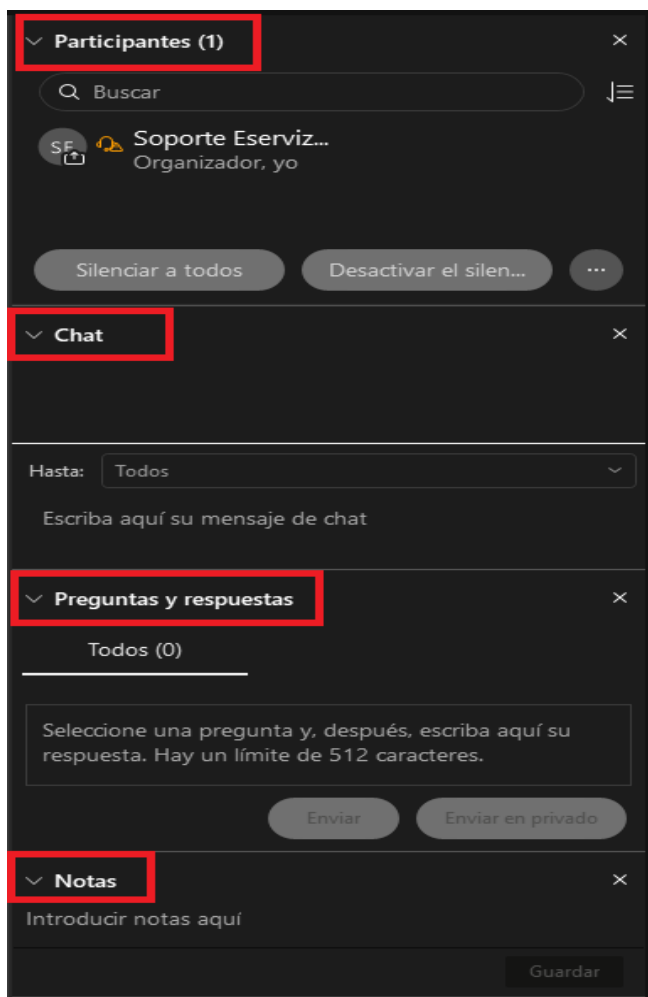 Participantes (1)
Buscar
SE
Soporte Eserviz...
Organizador, yo
Silenciar a todos
Desactivar el silen...
...
Chat
Hasta:
Todos
Escriba aquí su mensaje de chat
Preguntas y respuestas
Todos (0)
Seleccione una pregunta y, después, escriba aquí su
respuesta. Hay un límite de 512 caracteres.
Enviar
Enviar en privado
Notas
Introducir notas aquí
Guardar